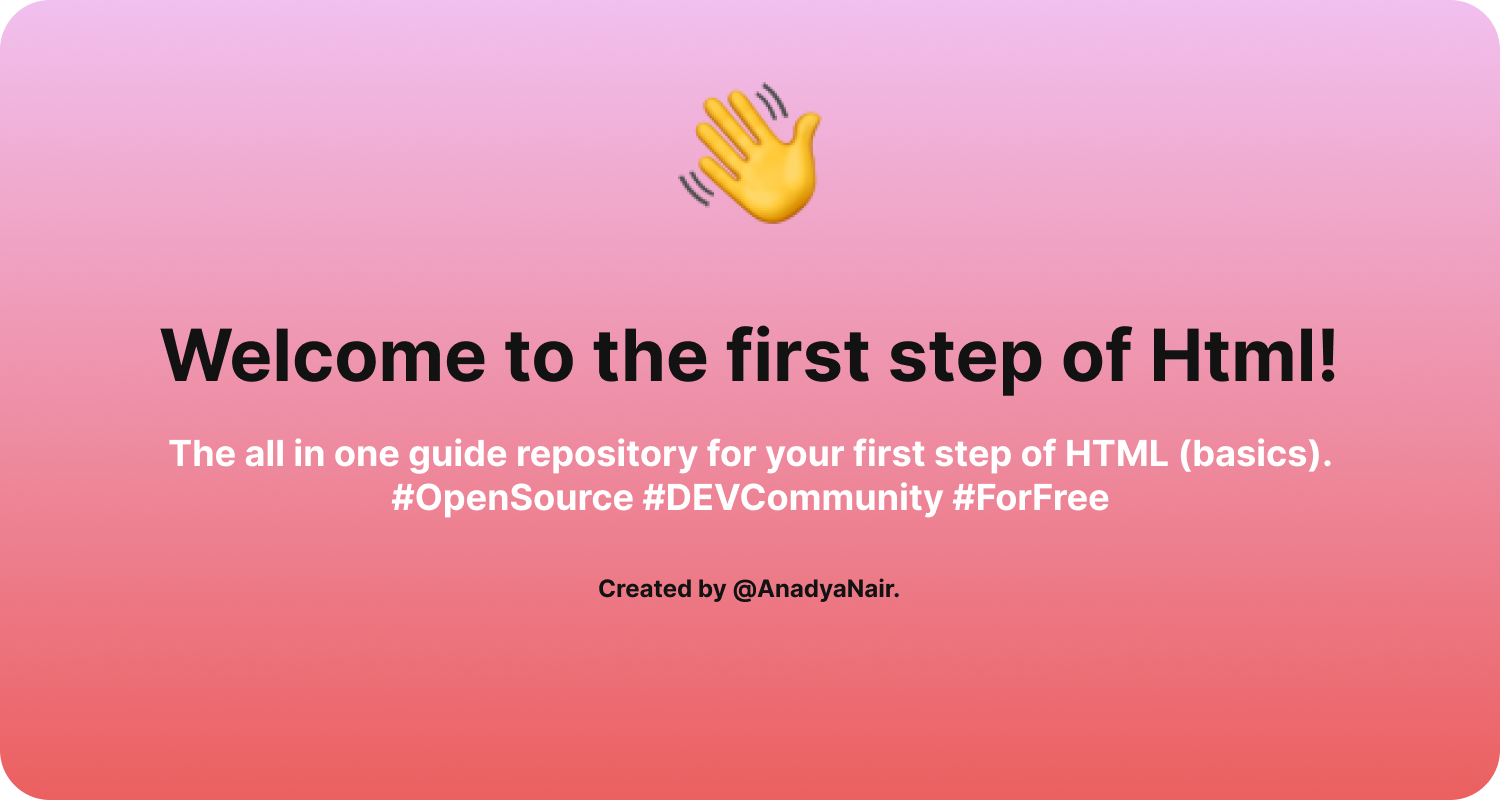 Welcome to the first step of Html!
The all in one guide repository for your first step of HTML (basics).
#OpenSource #DEVCommunity #ForFree
Created by @AnadyaNair.